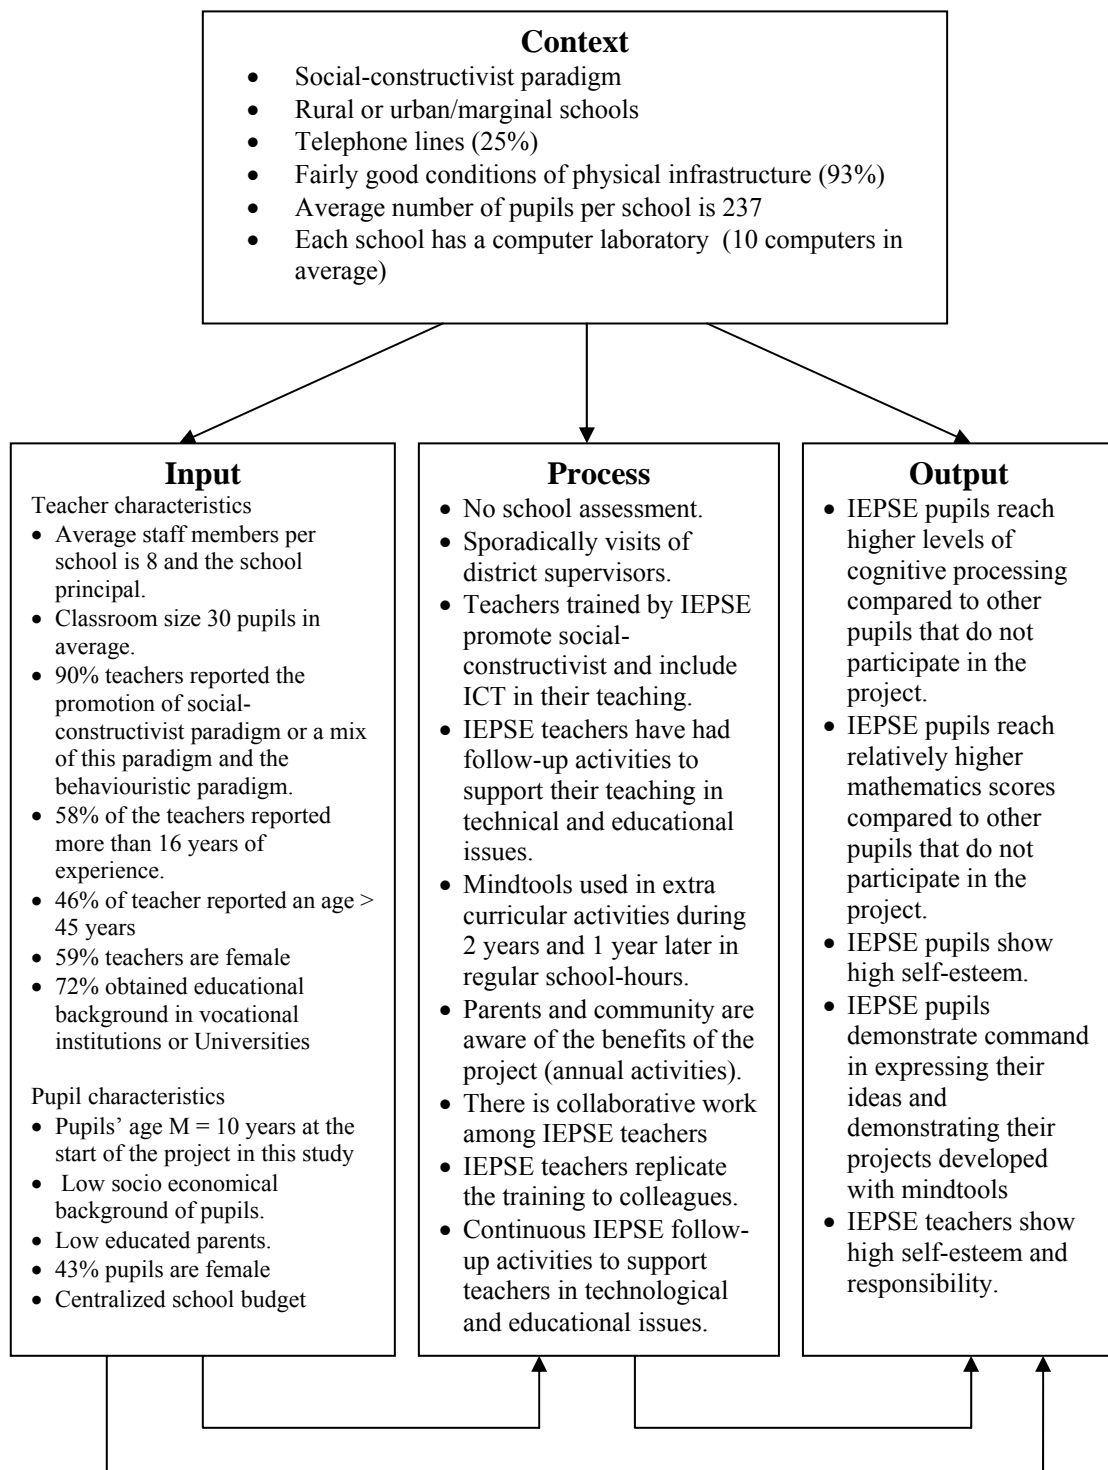 Context
• Social-constructivist paradigm
• Rural or urban/marginal schools
• Telephone lines (25%)
• Fairly good conditions of physical infrastructure (93%)
• Average number of pupils per school is 237
• Each school has a computer laboratory (10 computers in
average)
Input
Teacher characteristics
• Average staff members per
school is 8 and the school
principal.
• Classroom size 30 pupils in
average.
• 90% teachers reported the
promotion of social-
constructivist paradigm or a mix
of this paradigm and the
behaviouristic paradigm.
• 58% of the teachers reported
more than 16 years of
experience.
• 46% of teacher reported an age >
45 years
• 59% teachers are female
• 72% obtained educational
background in vocational
institutions or Universities
Pupil characteristics
• Pupils’ age M = 10 years at the
start of the project in this study
• Low socio economical
background of pupils.
• Low educated parents.
• 43% pupils are female
• Centralized school budget
Process
• No school assessment.
• Sporadically visits of
district supervisors.
• Teachers trained by IEPSE
promote social-
constructivist and include
ICT in their teaching.
• IEPSE teachers have had
follow-up activities to
support their teaching in
technical and educational
issues.
• Mindtools used in extra
curricular activities during
2 years and 1 year later in
regular school-hours.
• Parents and community are
aware of the benefits of the
project (annual activities).
• There is collaborative work
among IEPSE teachers
• IEPSE teachers replicate
the training to colleagues.
• Continuous IEPSE follow-
up activities to support
teachers in technological
and educational issues.
Output
• IEPSE pupils reach
higher levels of
cognitive processing
compared to other
pupils that do not
participate in the
project.
• IEPSE pupils reach
relatively higher
mathematics scores
compared to other
pupils that do not
participate in the
project.
• IEPSE pupils show
high self-esteem.
• IEPSE pupils
demonstrate command
in expressing their
ideas and
demonstrating their
projects developed
with mindtools
• IEPSE teachers show
high self-esteem and
responsibility.